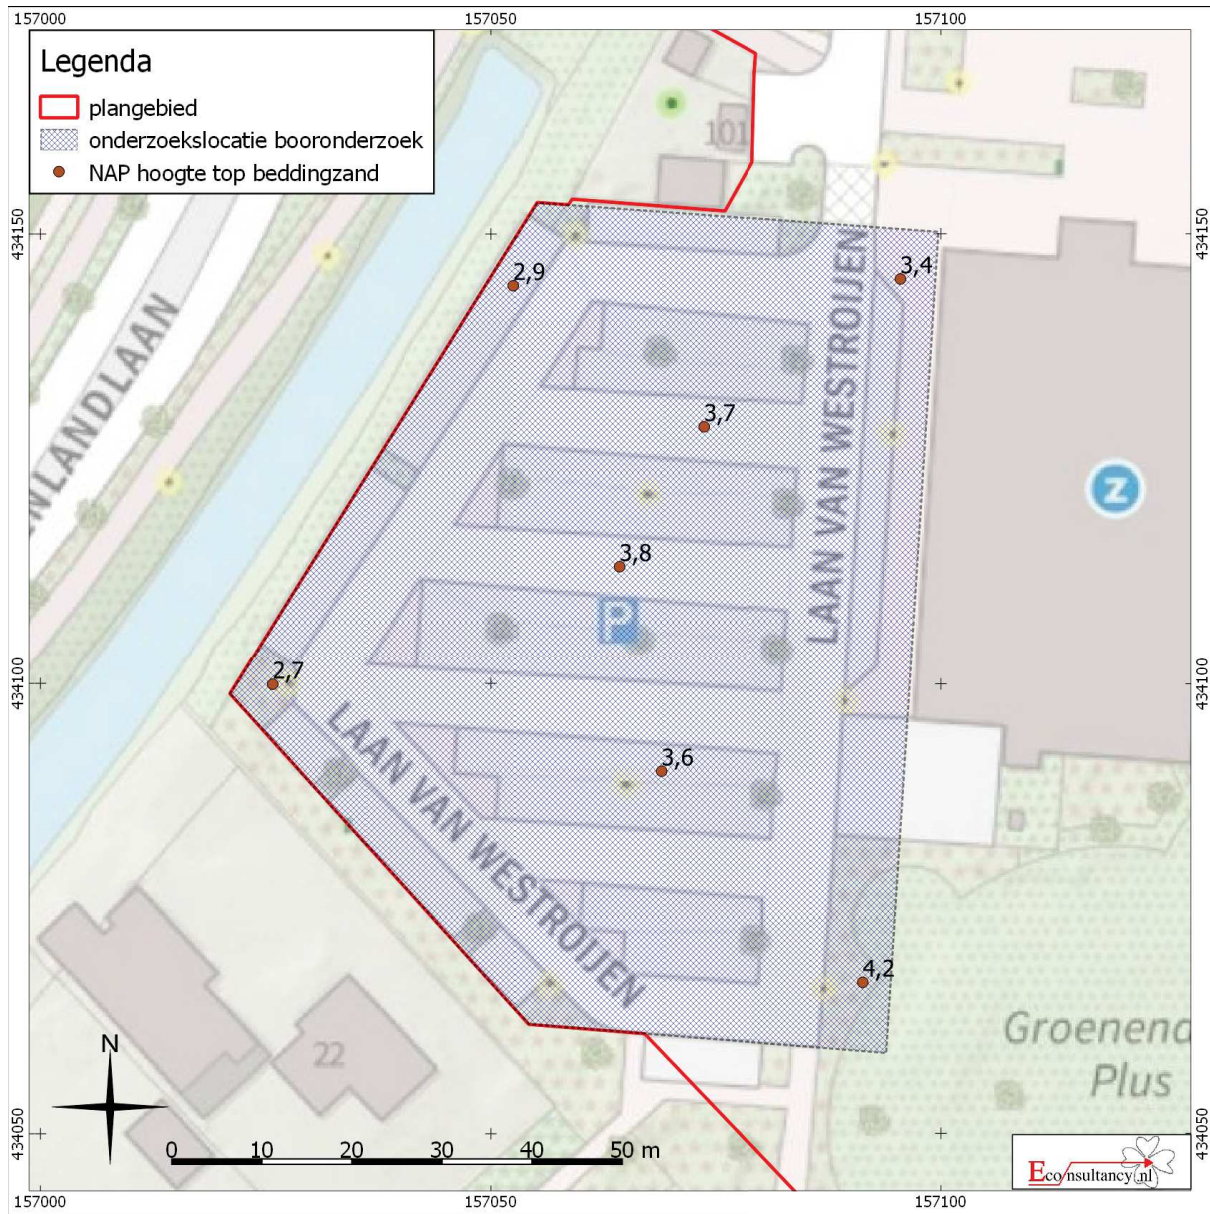 157000
157050
157100
Legenda
plangebied
onderzoekslocatie booronderzoek
NAP hoogte top beddingzand
101
434150
434150
2,9
3,4
NLANDLAAN
LAAN VAN WESTROIJEN
3,7
Z
3,8
P
434100
2,7
434100
LAAN VAN WESTROIJEN
3,6
4,2
Groenend
Plus
22
N
434050
434050
0 10 20 30 40 50 m
Econsultancy.nl
157000
157050
157100